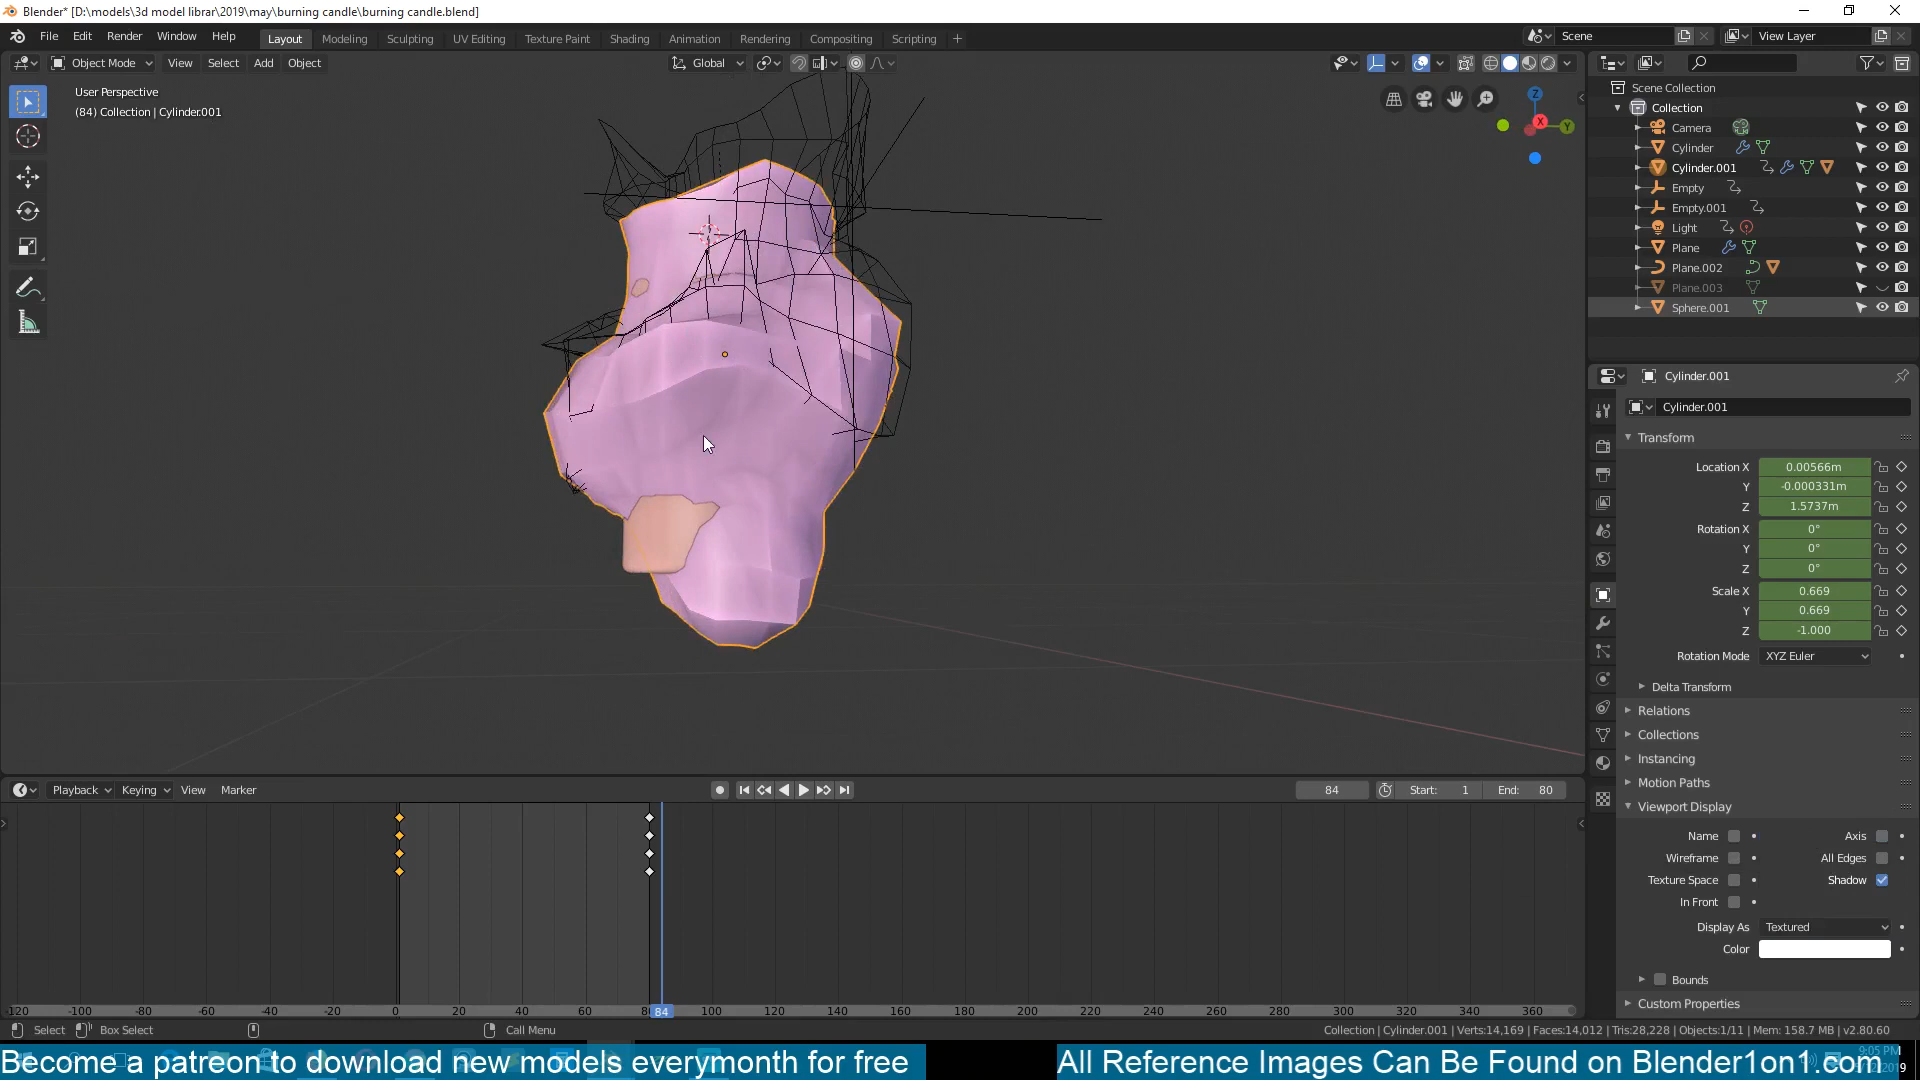 Blender* [D:\models\3d model librar\2019\may\burning candle\burning candle.blend]
File Edit Render Window Help
Layout Modeling Sculpting UV Editing Texture Paint Shading Animation Rendering Compositing Scripting +
Scene View Layer
Object Mode View Select Add Object Global
User Perspective
(84) Collection | Cylinder.001
Z
X
Y
Scene Collection
Collection
Camera
Cylinder
Cylinder.001
Empty
Empty.001
Light
Plane
Plane.002
Plane.003
Sphere.001
Cylinder.001
Cylinder.001
Transform
Location X 0.00566m
Y -0.000331m
Z 1.5737m
Rotation X 0°
Y 0°
Z 0°
Scale X 0.669
Y 0.669
Z -1.000
Rotation Mode XYZ Euler
Delta Transform
Relations
Collections
Instancing
Motion Paths
Viewport Display
Name Axis
Wireframe All Edges
Texture Space Shadow
In Front
Display As Textured
Color
Bounds
Custom Properties
Playback Keying View Marker
84 Start: 1 End: 80
-120 -100 -80 -60 -40 -20 0 20 40 60 84 100 120 140 160 180 200 220 240 260 280 300 320 340 360
Select Box Select Call Menu
Collection | Cylinder.001 | Verts:14,169 | Faces:14,012 | Tris:28,228 | Objects:1/11 | Mem: 158.7 MB | v2.80.60
Become a patreon to download new models everymonth for free
All Reference Images Can Be Found on Blender1on1.com
9:05 PM